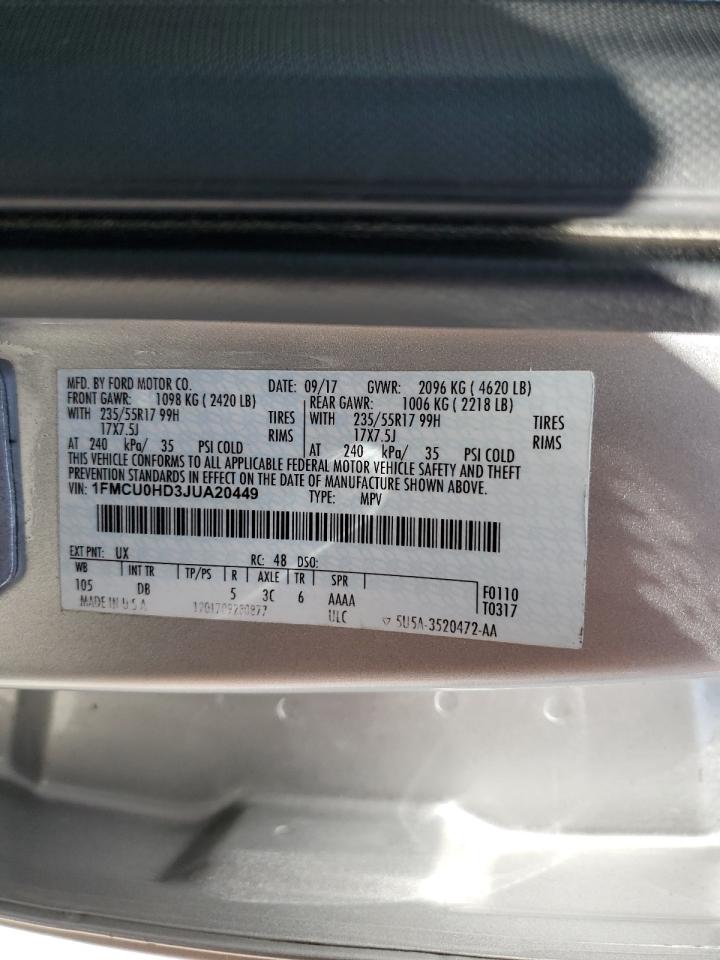 MFD. BY FORD MOTOR CO. DATE: 09/17 GVWR: 2096 KG ( 4620 LB)
FRONT GAWR: 1098 KG ( 2420 LB) REAR GAWR: 1006 KG ( 2218 LB)
WITH 235/55R17 99H TIRES WITH 235/55R17 99H TIRES
17X7.5J RIMS 17X7.5J RIMS
AT 240 kPa/ 35 PSI COLD AT 240 kPa/ 35 PSI COLD
THIS VEHICLE CONFORMS TO ALL APPLICABLE FEDERAL MOTOR VEHICLE SAFETY AND THEFT
PREVENTION STANDARDS IN EFFECT ON THE DATE OF MANUFACTURE SHOWN ABOVE.
VIN: 1FMCU0HD3JUA20449 TYPE: MPV
EXT PNT: UX RC: 48 DSO:
WB INT TR TP/PS R AXLE TR SPR
105 DB 5 3C 6 AAAA F0110
T0317
MADE IN U S A ULC 5U5A-3520472-AA